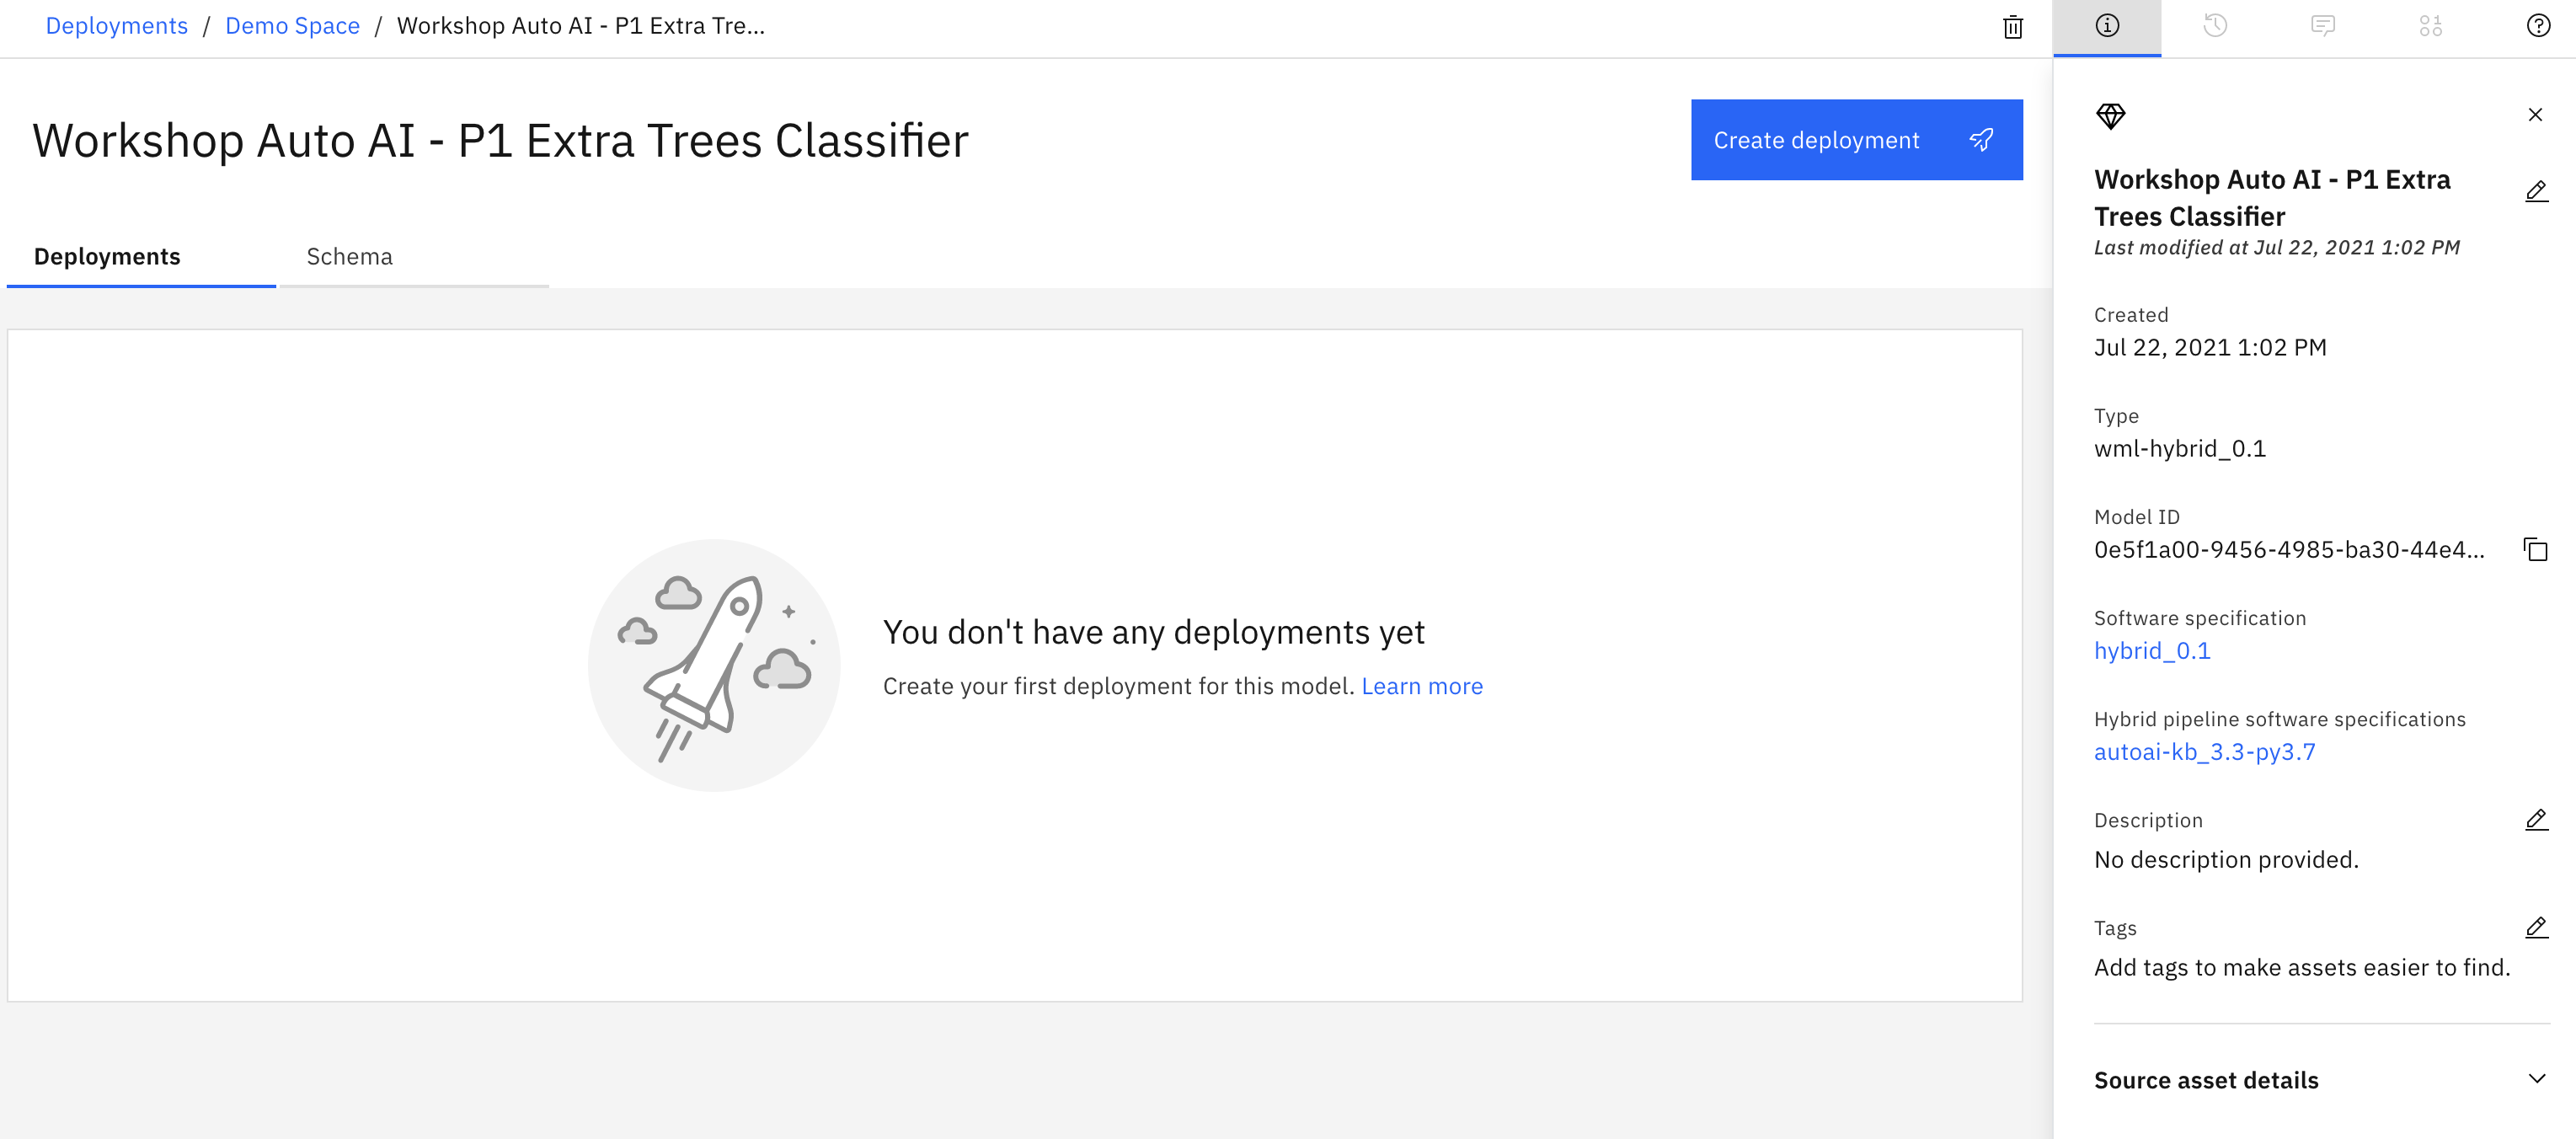 Deployments / Demo Space / Workshop Auto AI - P1 Extra Tre...
Workshop Auto AI - P1 Extra Trees Classifier
Create deployment
Deployments
Schema
You don't have any deployments yet
Create your first deployment for this model. Learn more
Workshop Auto AI - P1 Extra
Trees Classifier
Last modified at Jul 22, 2021 1:02 PM
Created
Jul 22, 2021 1:02 PM
Type
wml-hybrid_0.1
Model ID
0e5f1a00-9456-4985-ba30-44e4...
Software specification
hybrid_0.1
Hybrid pipeline software specifications
autoai-kb_3.3-py3.7
Description
No description provided.
Tags
Add tags to make assets easier to find.
Source asset details